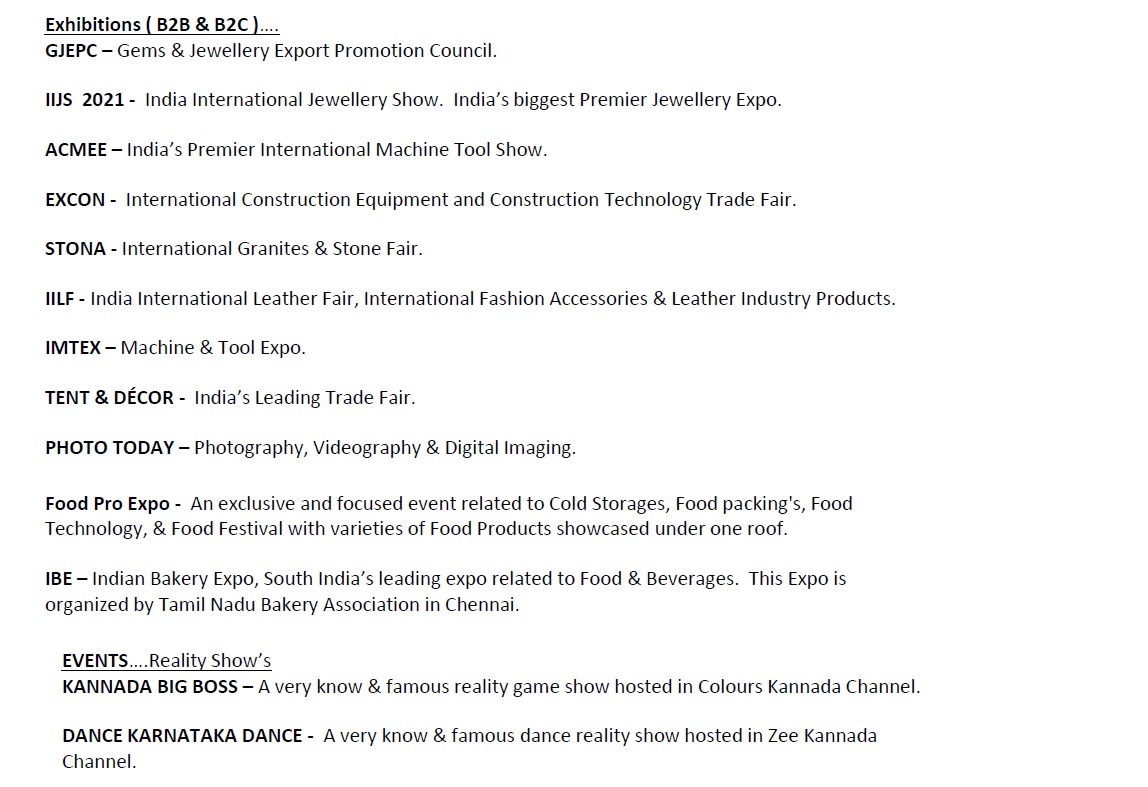 Exhibitions ( B2B & B2C )....
GJEPC – Gems & Jewellery Export Promotion Council.
IIJS  2021 -  India International Jewellery Show.  India’s biggest Premier Jewellery Expo.
ACMEE – India’s Premier International Machine Tool Show.
EXCON -  International Construction Equipment and Construction Technology Trade Fair.
STONA - International Granites & Stone Fair.
IILF - India International Leather Fair, International Fashion Accessories & Leather Industry Products.
IMTEX – Machine & Tool Expo.
TENT & DÉCOR -  India’s Leading Trade Fair.
PHOTO TODAY – Photography, Videography & Digital Imaging.
Food Pro Expo -  An exclusive and focused event related to Cold Storages, Food packing's, Food
Technology, & Food Festival with varieties of Food Products showcased under one roof.
IBE – Indian Bakery Expo, South India’s leading expo related to Food & Beverages.  This Expo is
organized by Tamil Nadu Bakery Association in Chennai.
EVENTS....Reality Show’s
KANNADA BIG BOSS – A very know & famous reality game show hosted in Colours Kannada Channel.
DANCE KARNATAKA DANCE -  A very know & famous dance reality show hosted in Zee Kannada
Channel.